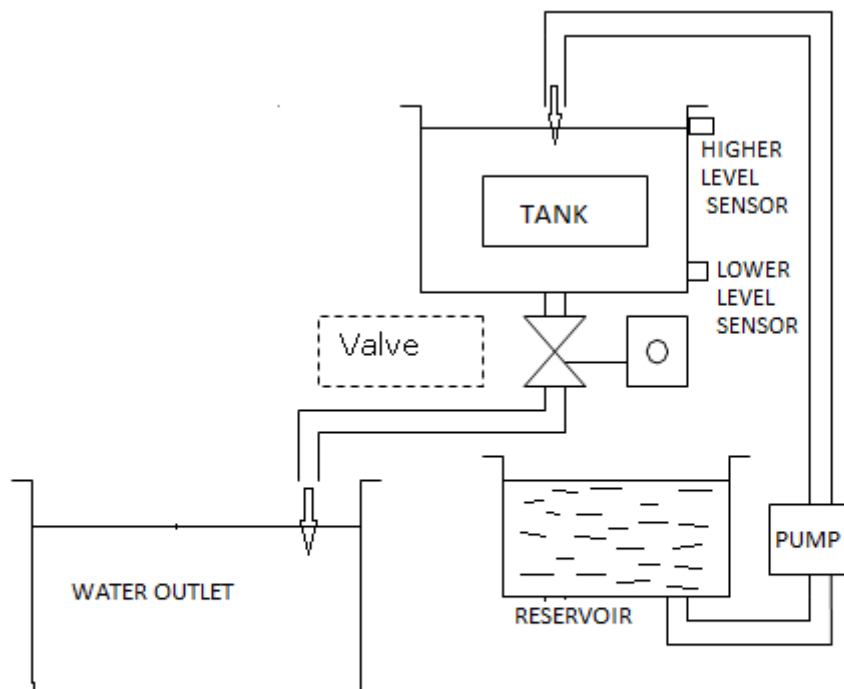 HIGHER
LEVEL
SENSOR
TANK
LOWER
LEVEL
SENSOR
Valve
PUMP
WATER OUTLET
RESERVOIR